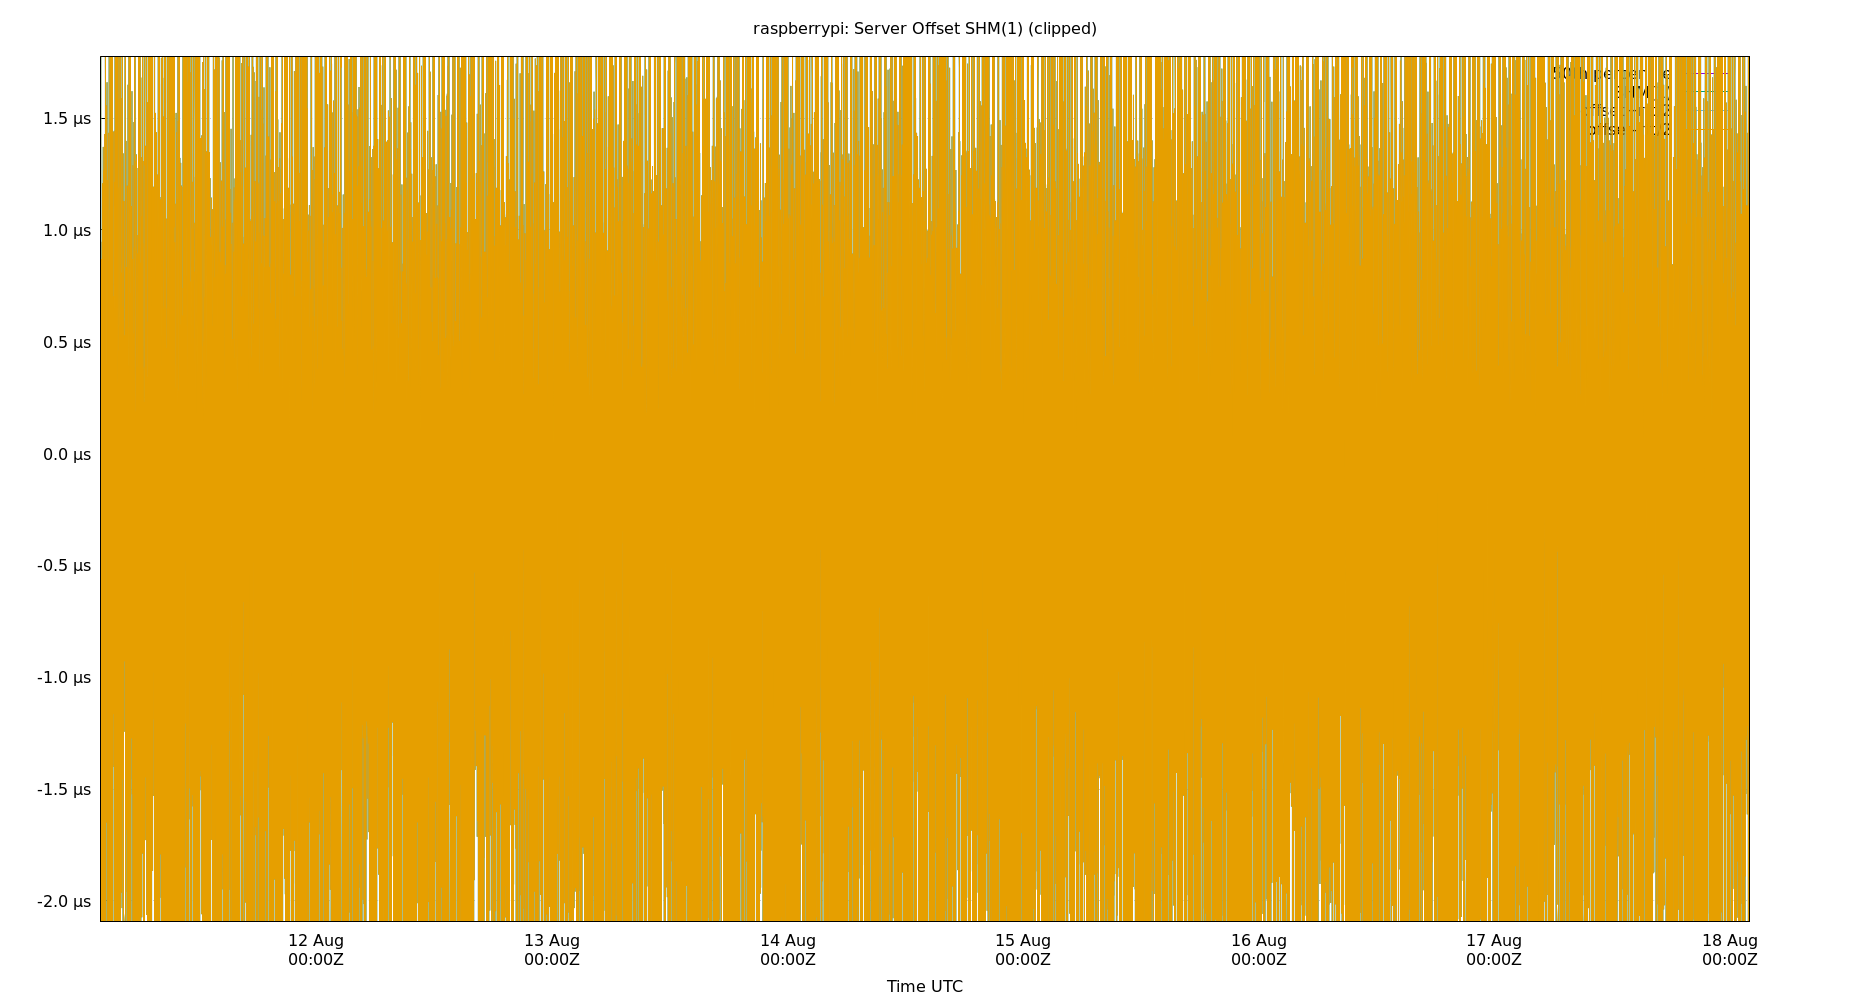 raspberrypi: Server Offset SHM(1) (clipped)
1.5 µs
1.0 µs
0.5 µs
0.0 µs
-0.5 µs
-1.0 µs
-1.5 µs
-2.0 µs
12 Aug 13 Aug 14 Aug 15 Aug 16 Aug 17 Aug 18 Aug
00:00Z 00:00Z 00:00Z 00:00Z 00:00Z 00:00Z 00:00Z
Time UTC